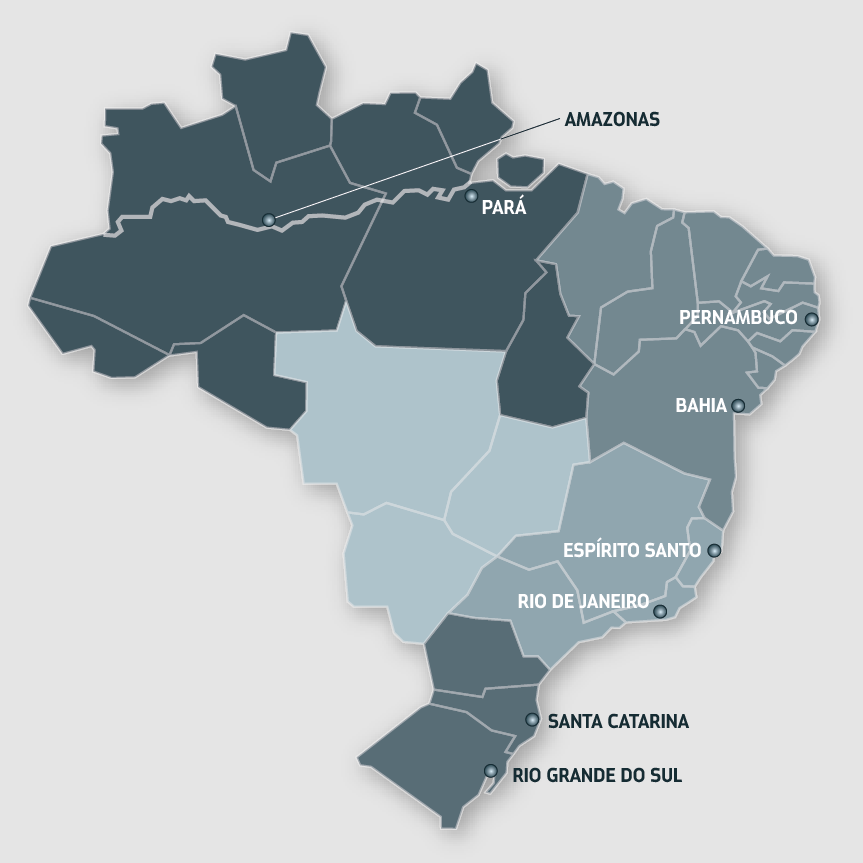 AMAZONAS
PARÁ
PERNAMBUCO
BAHIA
ESPÍRITO SANTO
RIO DE JANEIRO
SANTA CATARINA
RIO GRANDE DO SUL